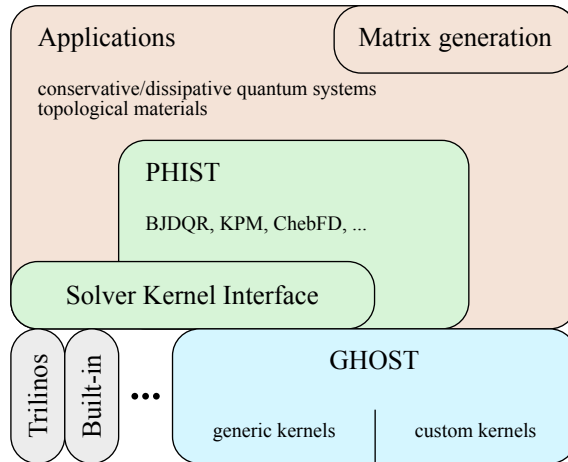 Applications
Matrix generation
conservative/dissipative quantum systems
topological materials
PHIST
BJDQR, KPM, ChebFD, ...
Solver Kernel Interface
Trilinos
Built-in
...
GHOST
generic kernels
custom kernels